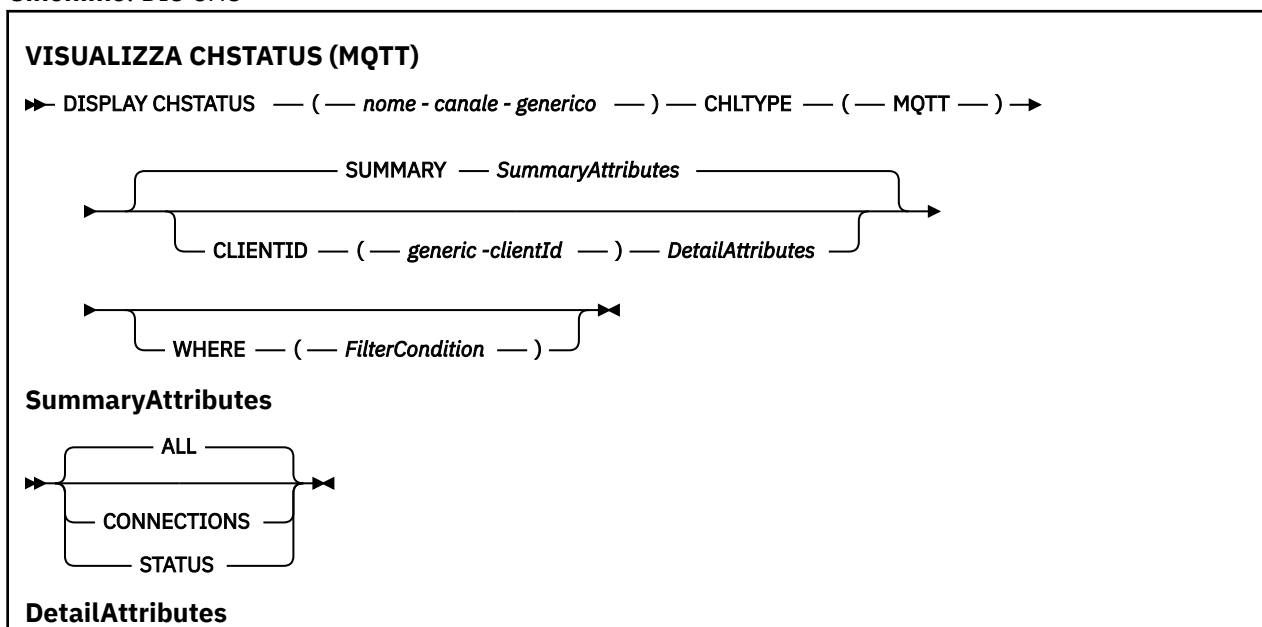 VISUALIZZA CHSTATUS (MQTT)
DISPLAY CHSTATUS ( nome - canale - generico ) CHLTYPE ( MQTT )
SUMMARY SummaryAttributes
CLIENTID ( generic -clientId ) DetailAttributes
WHERE ( FilterCondition )
SummaryAttributes
ALL
CONNECTIONS
STATUS
DetailAttributes